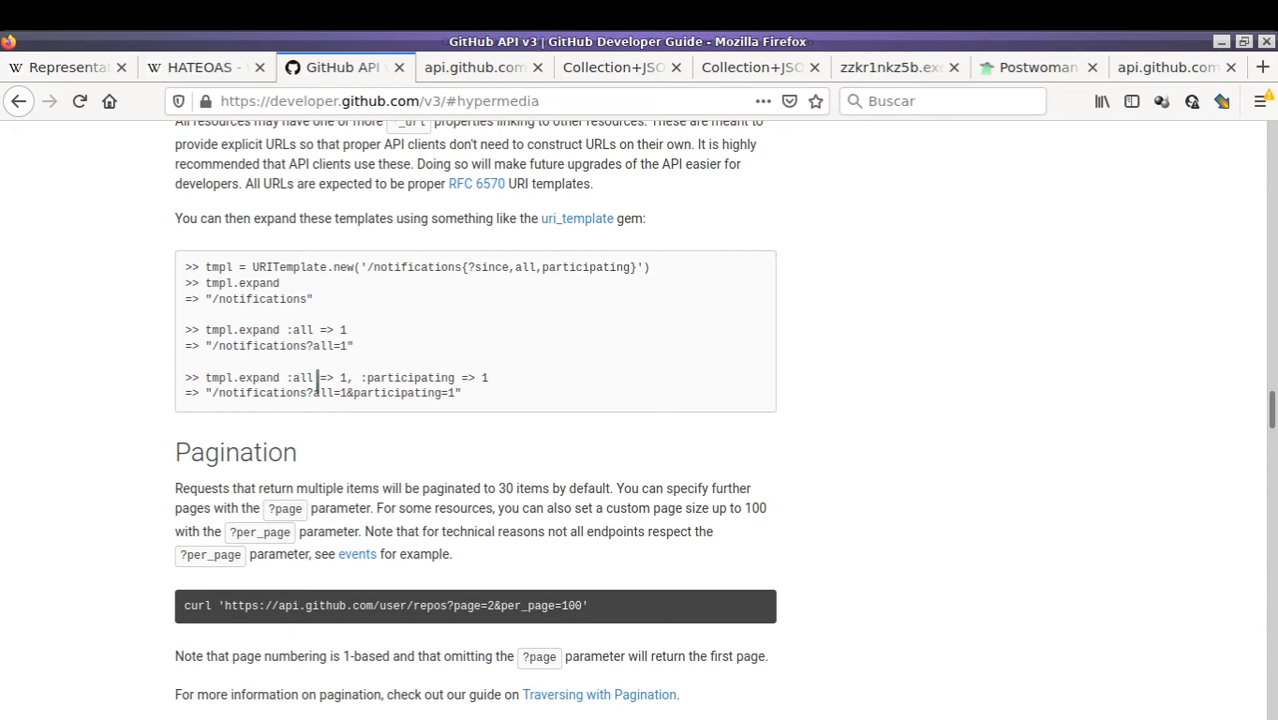 GitHub API v3 | GitHub Developer Guide - Mozilla Firefox
Representa
HATEOAS -
GitHub API
api.github.com
Collection+JSO
Collection+JSO
zzkr1nkz5b.exe
Postwoman
api.github.com
https://developer.github.com/v3/#hypermedia
Buscar
All resources may have one or more *_url properties linking to other resources. These are meant to
provide explicit URLs so that proper API clients don't need to construct URLs on their own. It is highly
recommended that API clients use these. Doing so will make future upgrades of the API easier for
developers. All URLs are expected to be proper RFC 6570 URI templates.
You can then expand these templates using something like the uri_template gem:
>> tmpl = URITemplate.new('/notifications{?since,all,participating}')
>> tmpl.expand
=> "/notifications"
>> tmpl.expand :all => 1
=> "/notifications?all=1"
>> tmpl.expand :all => 1, :participating => 1
=> "/notifications?all=1&participating=1"
Pagination
Requests that return multiple items will be paginated to 30 items by default. You can specify further
pages with the ?page parameter. For some resources, you can also set a custom page size up to 100
with the ?per_page parameter. Note that for technical reasons not all endpoints respect the
?per_page parameter, see events for example.
curl 'https://api.github.com/user/repos?page=2&per_page=100'
Note that page numbering is 1-based and that omitting the ?page parameter will return the first page.
For more information on pagination, check out our guide on Traversing with Pagination.